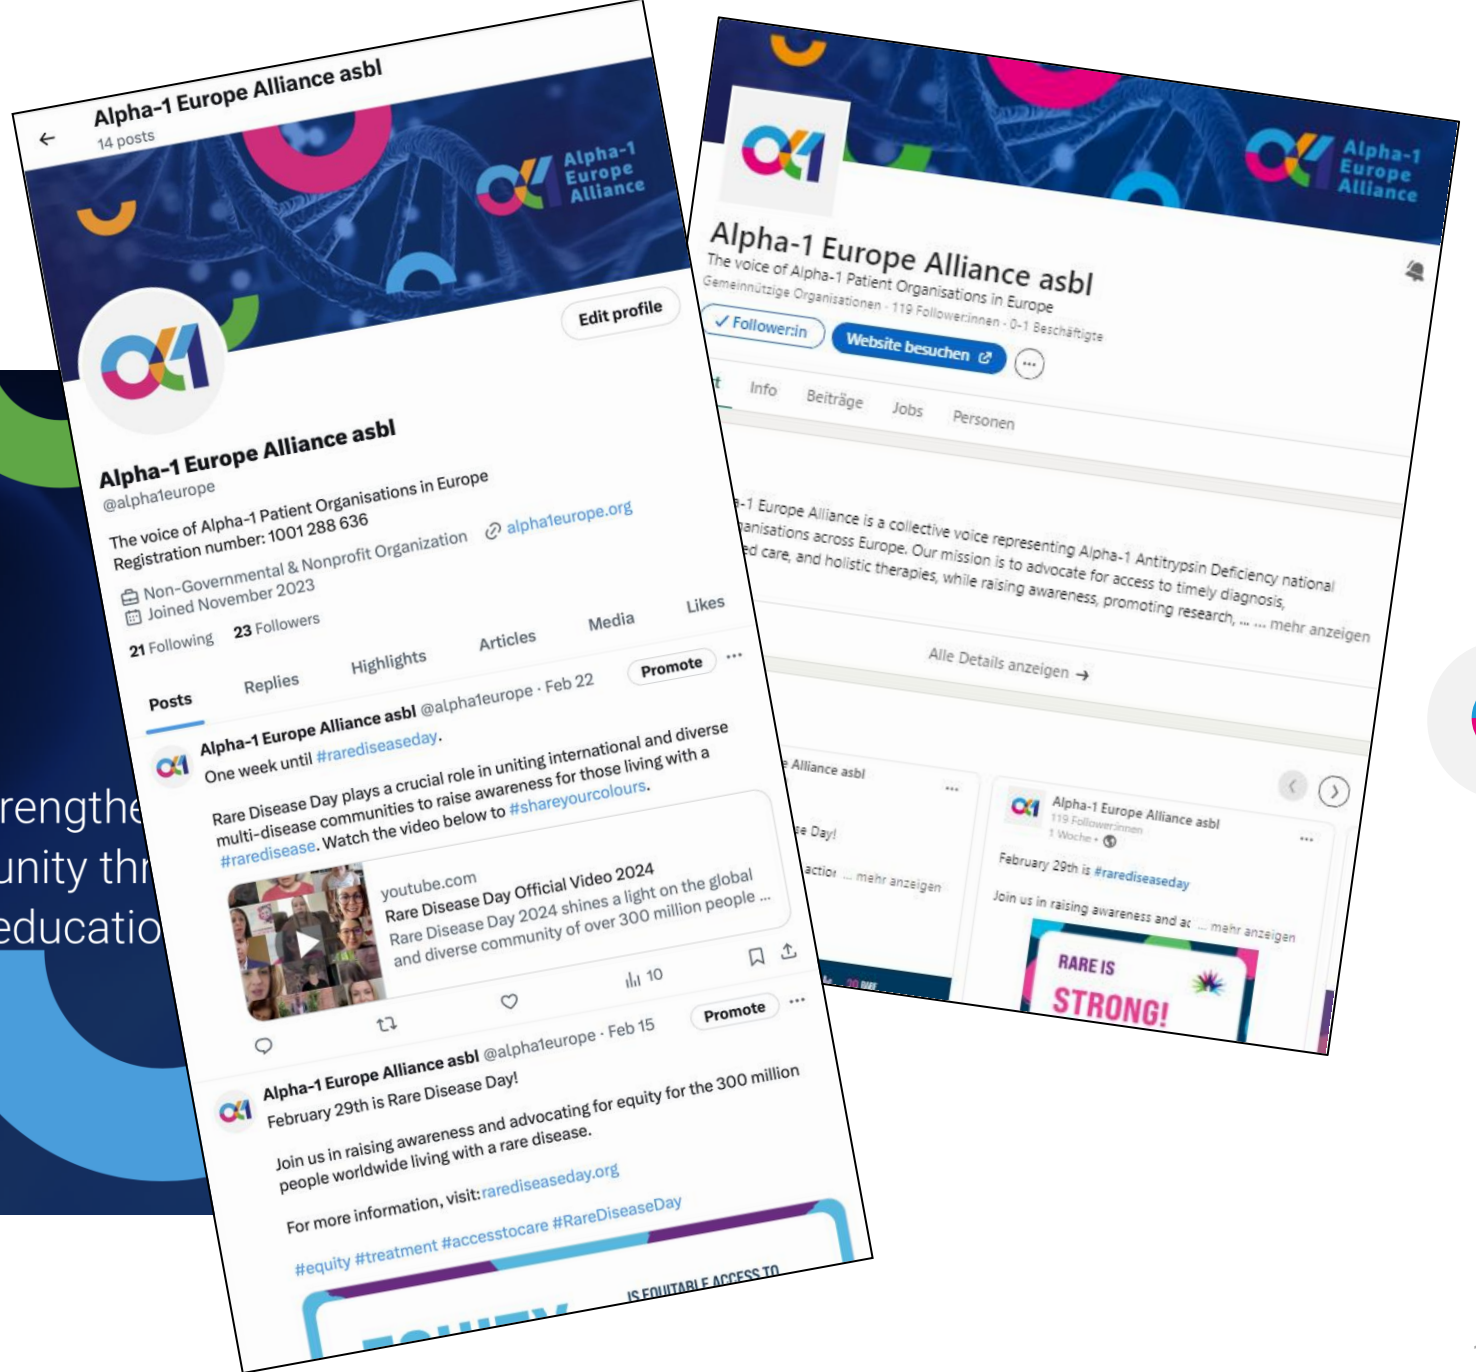 Alpha-1 Europe Alliance asbl
14 posts
Alpha-1
Europe
Alliance
Edit profile
Alpha-1 Europe Alliance asbl
@alpha1europe
The voice of Alpha-1 Patient Organisations in Europe
Registration number: 1001 288 636
Non-Governmental & Nonprofit Organization alpha1europe.org
Joined November 2023
21 Following 23 Followers
Posts Replies Highlights Articles Media Likes
Alpha-1 Europe Alliance asbl @alpha1europe · Feb 22 Promote
One week until #rarediseaseday.
Rare Disease Day plays a crucial role in uniting international and diverse
multi-disease communities to raise awareness for those living with a
#raredisease. Watch the video below to #shareyourcolours.
youtube.com
Rare Disease Day Official Video 2024
Rare Disease Day 2024 shines a light on the global
and diverse community of over 300 million people ...
10
Alpha-1 Europe Alliance asbl @alpha1europe · Feb 15 Promote
February 29th is Rare Disease Day!
Join us in raising awareness and advocating for equity for the 300 million
people worldwide living with a rare disease.
For more information, visit: rarediseaseday.org
#equity #treatment #accesstocare #RareDiseaseDay
EQUITY
IS EQUITABLE ACCESS TO
Alpha-1
Europe
Alliance
Alpha-1 Europe Alliance asbl
The voice of Alpha-1 Patient Organisations in Europe
Gemeinnützige Organisationen · 119 Follower:innen · 0-1 Beschäftigte
Follower:in Website besuchen
t Info Beiträge Jobs Personen
a-1 Europe Alliance is a collective voice representing Alpha-1 Antitrypsin Deficiency national
anisations across Europe. Our mission is to advocate for access to timely diagnosis,
ed care, and holistic therapies, while raising awareness, promoting research, ... ... mehr anzeigen
Alle Details anzeigen →
e Alliance asbl
se Day!
action ... mehr anzeigen
Alpha-1 Europe Alliance asbl
119 Follower:innen
1 Woche •
February 29th is #rarediseaseday
Join us in raising awareness and ac ... mehr anzeigen
RARE IS
STRONG!
rengthe
unity thr
educatio